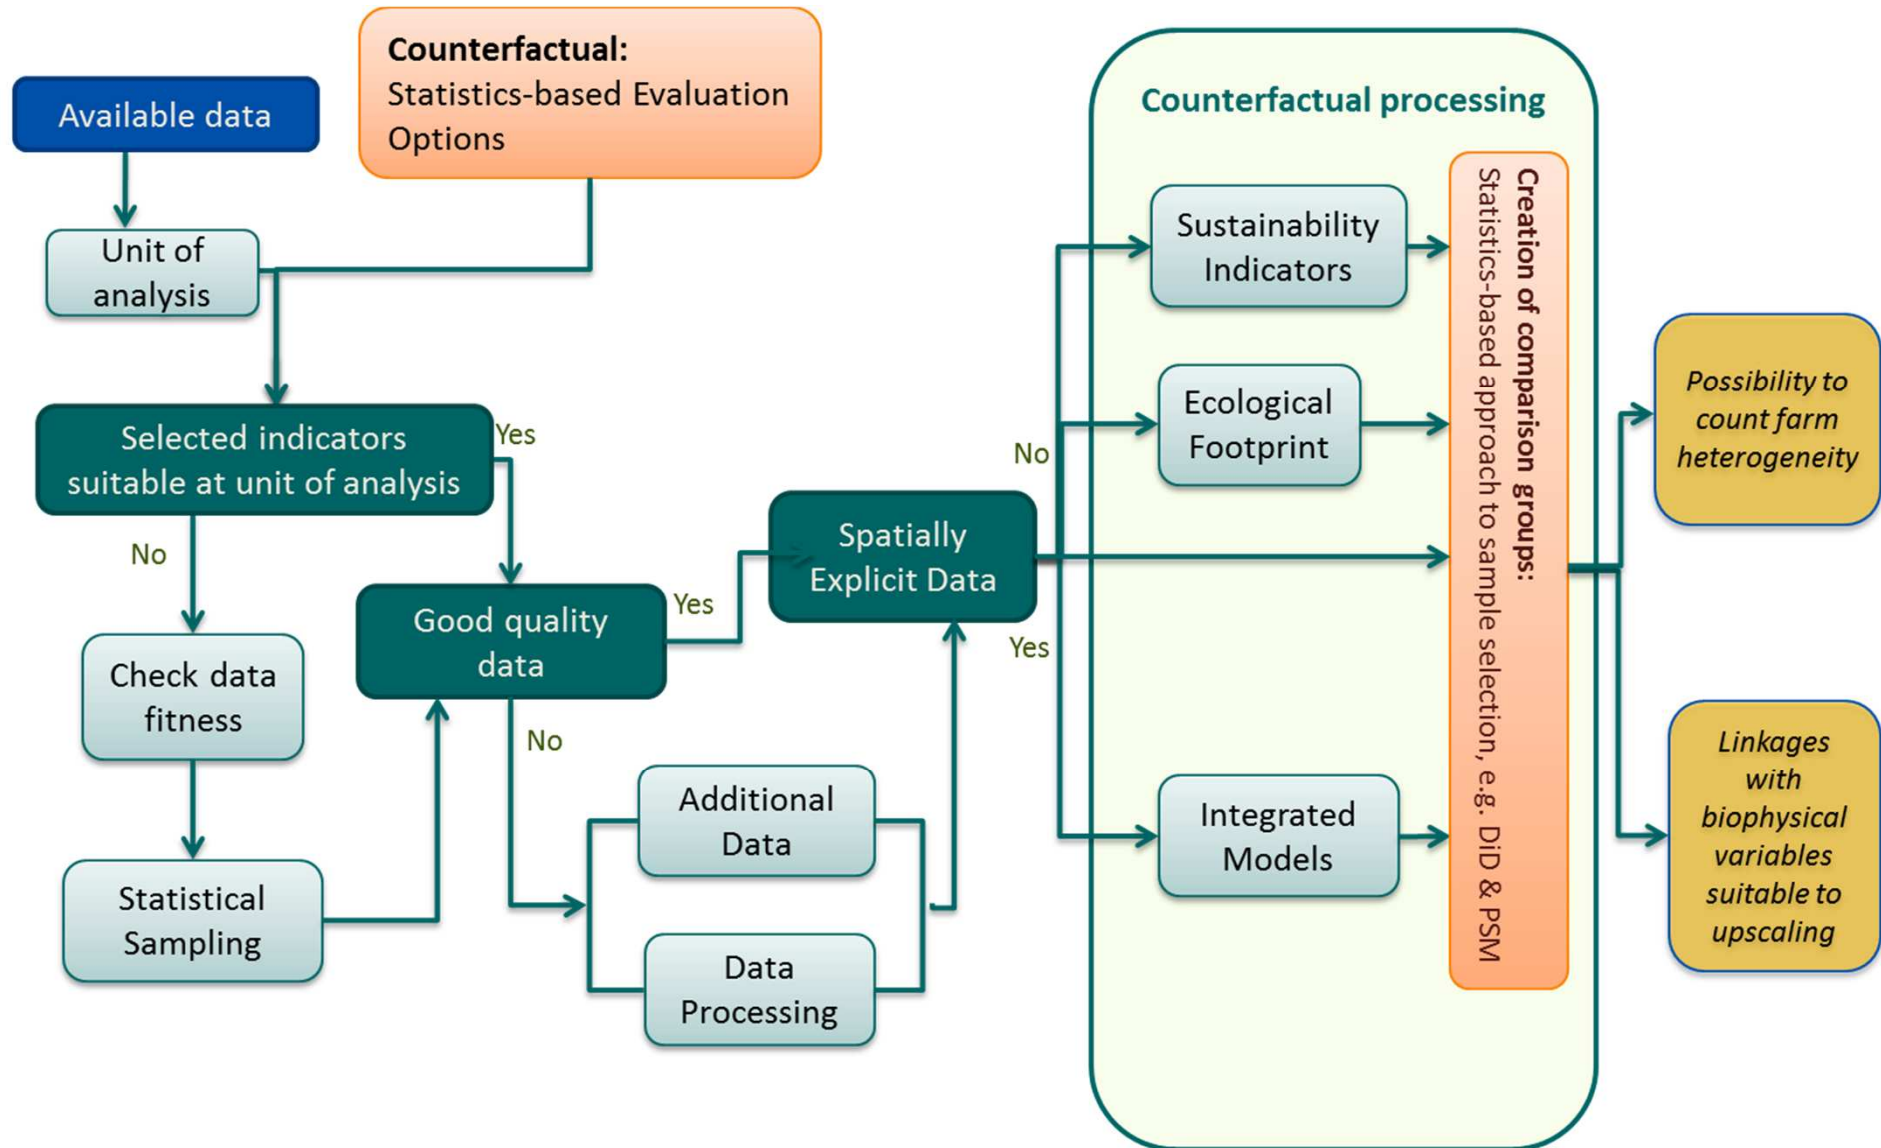 Available data
Counterfactual:
Statistics-based Evaluation
Options
Unit of
analysis
Selected indicators
suitable at unit of analysis
Yes
No
Check data
fitness
Statistical
Sampling
Good quality
data
Yes
No
Additional
Data
Data
Processing
Spatially
Explicit Data
No
Yes
Counterfactual processing
Sustainability
Indicators
Ecological
Footprint
Integrated
Models
Creation of comparison groups:
Statistics-based approach to sample selection, e.g. DiD & PSM
Possibility to
count farm
heterogeneity
Linkages
with
biophysical
variables
suitable to
upscaling